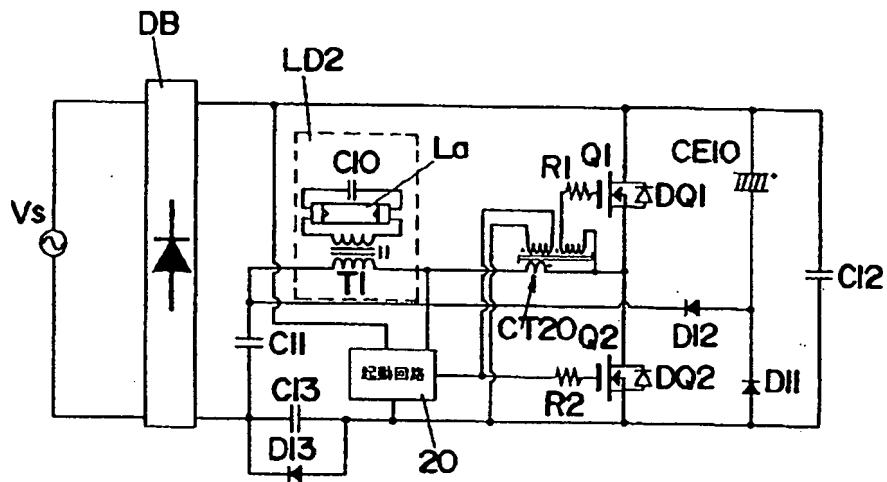 DB
LD2
La
C10
Q1
CE10
R1
DQ1
Vs
T1
C12
CT20
Q2
D12
C11
起動回路
DQ2
D11
C13
R2
D13
20